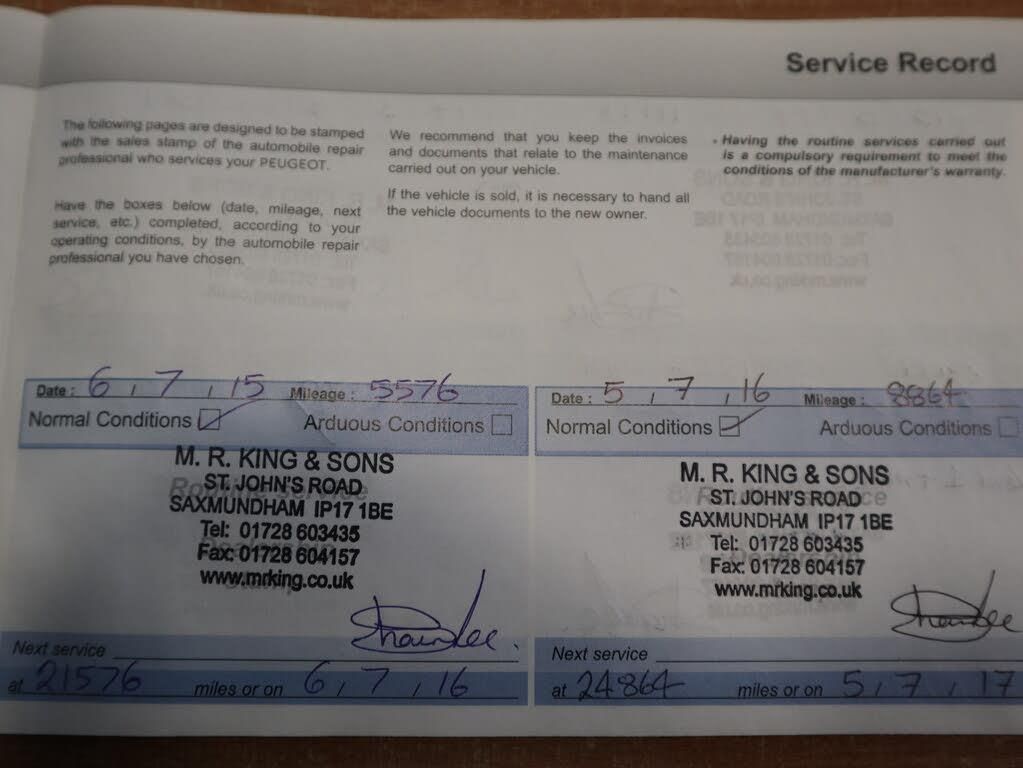 Service Record
The following pages are designed to be stamped
with the sales stamp of the automobile repair
professional who services your PEUGEOT.
Have the boxes below (date, mileage, next
service, etc.) completed, according to your
operating conditions, by the automobile repair
professional you have chosen.
We recommend that you keep the invoices
and documents that relate to the maintenance
carried out on your vehicle.
If the vehicle is sold, it is necessary to hand all
the vehicle documents to the new owner.
• Having the routine services carried out
is a compulsory requirement to meet the
conditions of the manufacturer's warranty.
Date : 6 , 7 , 15 Mileage : 5576
Normal Conditions Arduous Conditions
M. R. KING & SONS
ST. JOHN'S ROAD
SAXMUNDHAM IP17 1BE
Tel: 01728 603435
Fax: 01728 604157
www.mrking.co.uk
Next service
at 21576 miles or on 6 , 7 , 16
Date : 5 , 7 , 16 Mileage : 8864
Normal Conditions Arduous Conditions
M. R. KING & SONS
ST. JOHN'S ROAD
SAXMUNDHAM IP17 1BE
Tel: 01728 603435
Fax: 01728 604157
www.mrking.co.uk
Next service
at 24864 miles or on 5 , 7 , 17